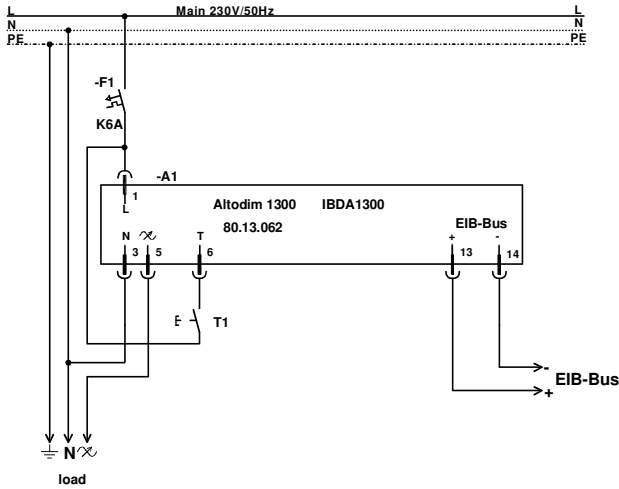 L Main 230V/50Hz L
N N
PE PE
-F1
K6A
-A1
1
L
Altodim 1300 IBDA1300
80.13.062
EIB-Bus
N T + -
3 5 6 13 14
E T1
-
EIB-Bus
+
N
load